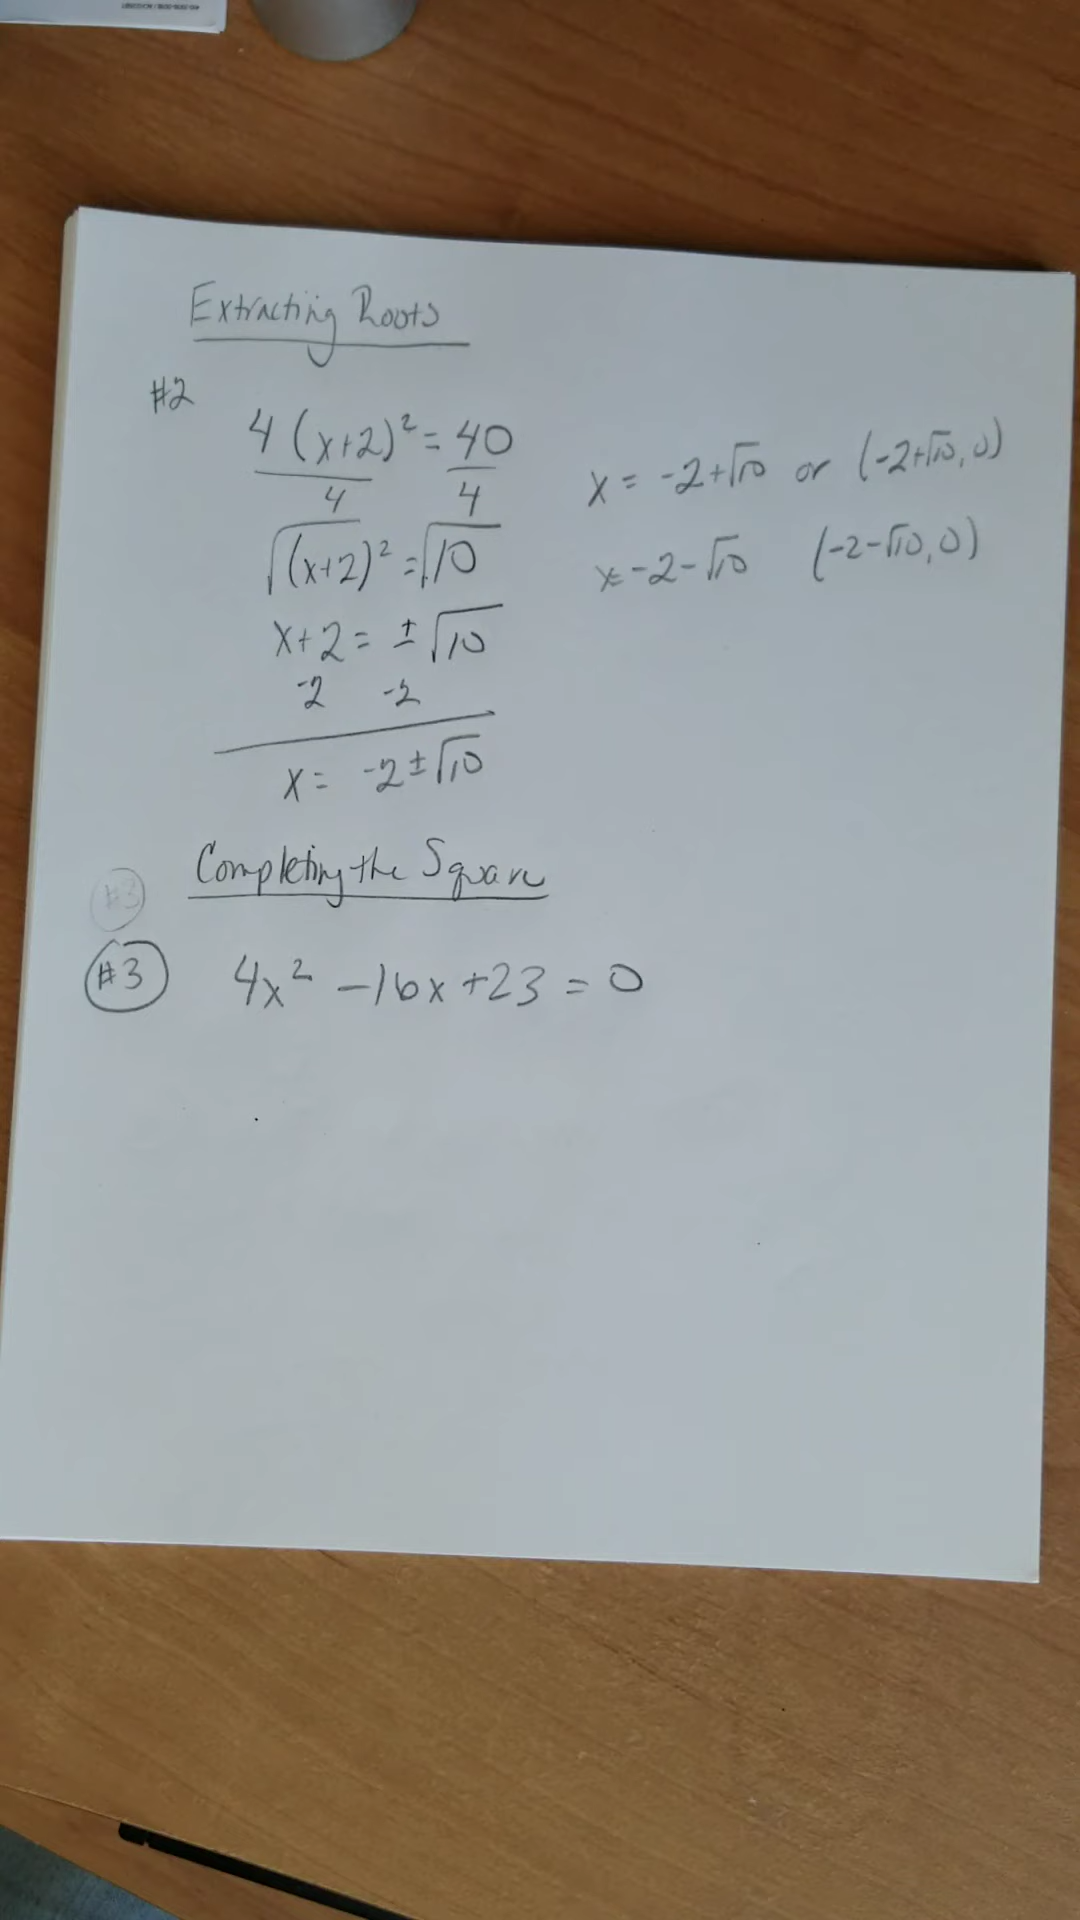 Extracting Roots
#2
4(x+2)² = 40
4 4
√(x+2)² = √10
x+2 = ±√10
-2 -2
x = -2±√10
x = -2+√10 or (-2+√10, 0)
x = -2-√10 (-2-√10, 0)
Completing the Square
#3
#3 4x² -16x +23 = 0